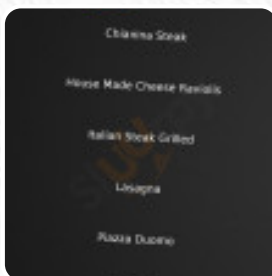 Chianina Steak
House Made Cheese Raviolis
Italian Steak Grilled
Lasagna
Piazza Duomo